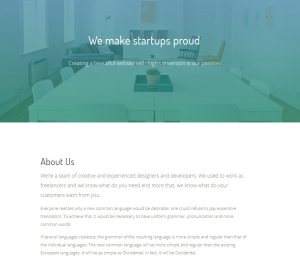 We make startups proud
Creating a beautiful website with high conversion is our passion
About Us
We're a team of creative and experienced designers and developers. We used to work as
freelancers and we know what do you need and more that, we know what do your
customers want from you.
Everyone realizes why a new common language would be desirable: one could refuse to pay expensive
translators. To achieve this, it would be necessary to have uniform grammar, pronunciation and more
common words.
If several languages coalesce, the grammar of the resulting language is more simple and regular than that of
the individual languages. The new common language will be more simple and regular than the existing
European languages. It will be as simple as Occidental; in fact, it will be Occidental.